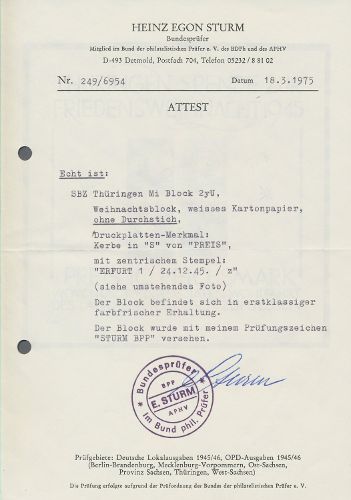 HEINZ EGON STURM
Bundesprüfer
Mitglied im Bund der philatelistischen Prüfer e. V. des BDPh und des APHV
D-493 Detmold, Postfach 704, Telefon 05232 / 8 81 02
Nr. 249/6954 Datum 18.3.1975
ATTEST
Echt ist:
SBZ Thüringen Mi Block 2yU,
Weihnachtsblock, weisses Kartonpapier,
ohne Durchstich,
Druckplatten-Merkmal:
Kerbe in "S" von "PREIS",
mit zentrischem Stempel:
"ERFURT 1 / 24.12.45. / z"
(siehe umstehendes Foto)
Der Block befindet sich in erstklassiger
farbfrischer Erhaltung.
Der Block wurde mit meinem Prüfungszeichen
"STURM BPP" versehen.
Bundesprüfer
BPP
E. STURM
APHV
im Bund phil. Prüfer
E Sturm
Prüfgebiete: Deutsche Lokalausgaben 1945/46, OPD-Ausgaben 1945/46
(Berlin-Brandenburg, Mecklenburg-Vorpommern, Ost-Sachsen,
Provinz Sachsen, Thüringen, West-Sachsen)
Die Prüfung erfolgte aufgrund der Prüfordnung des Bundes der philatelistischen Prüfer e. V.